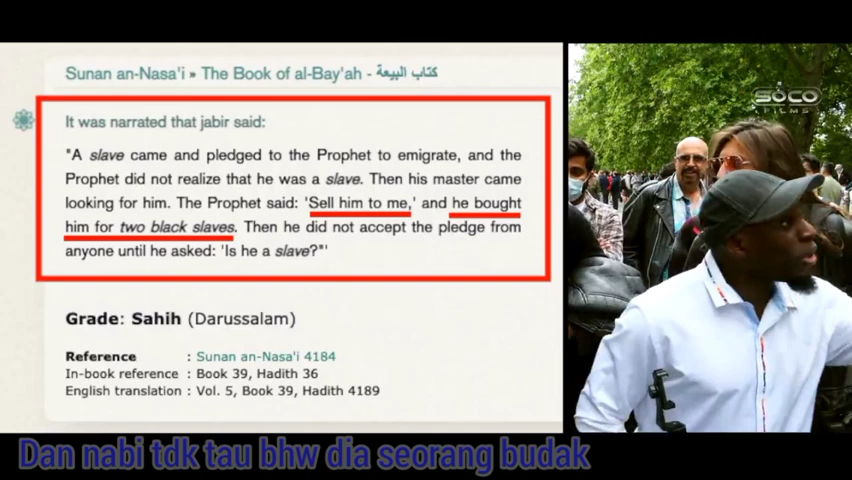 Sunan an-Nasa'i » The Book of al-Bay'ah - كتاب البيعة
It was narrated that jabir said:
"A slave came and pledged to the Prophet to emigrate, and the
Prophet did not realize that he was a slave. Then his master came
looking for him. The Prophet said: 'Sell him to me,' and he bought
him for two black slaves. Then he did not accept the pledge from
anyone until he asked: 'Is he a slave?"'
Grade: Sahih (Darussalam)
Reference : Sunan an-Nasa'i 4184
In-book reference : Book 39, Hadith 36
English translation : Vol. 5, Book 39, Hadith 4189
SOCO
FILMS
Dan nabi tdk tau bhw dia seorang budak